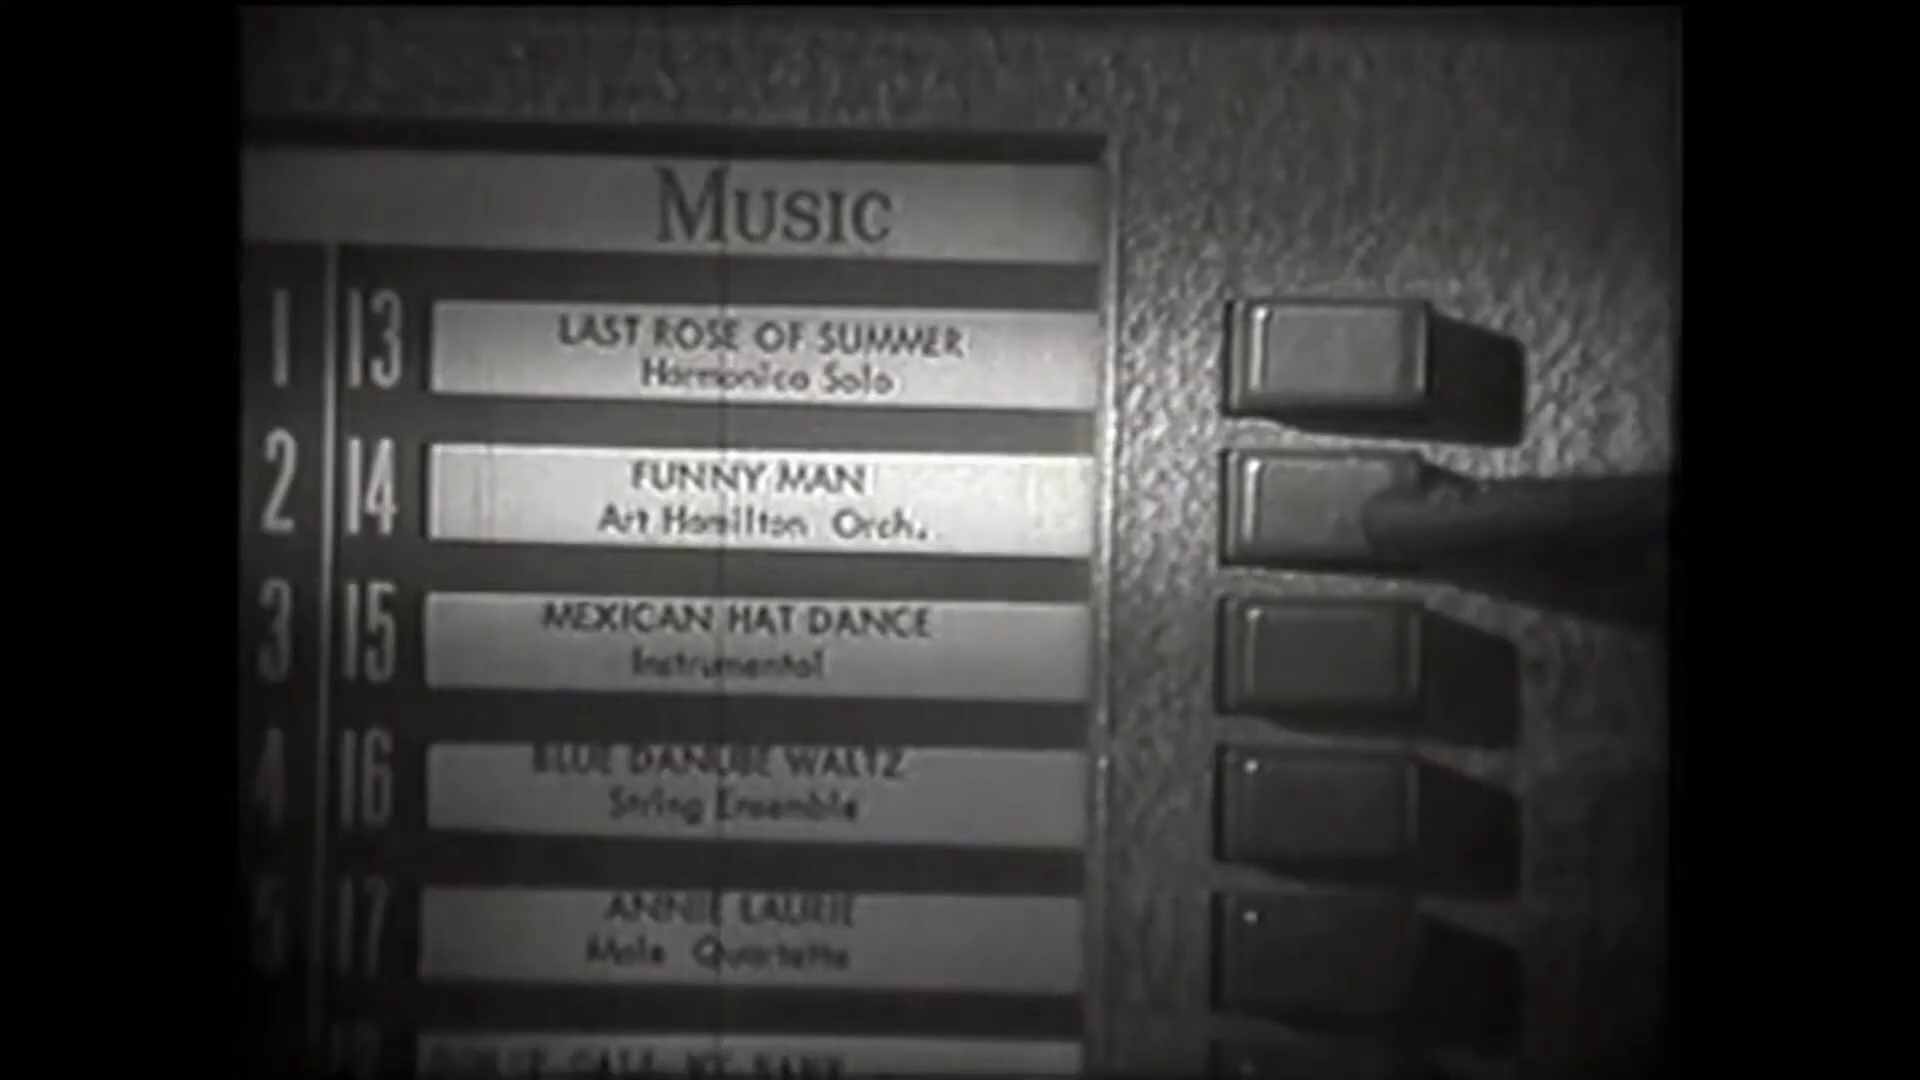 MUSIC
1 13 LAST ROSE OF SUMMER
Harmonica Solo
2 14 FUNNY MAN
Art Hamilton Orch.
3 15 MEXICAN HAT DANCE
Instrumental
4 16 BLUE DANUBE WALTZ
String Ensemble
5 17 ANNIE LAURIE
Male Quartette